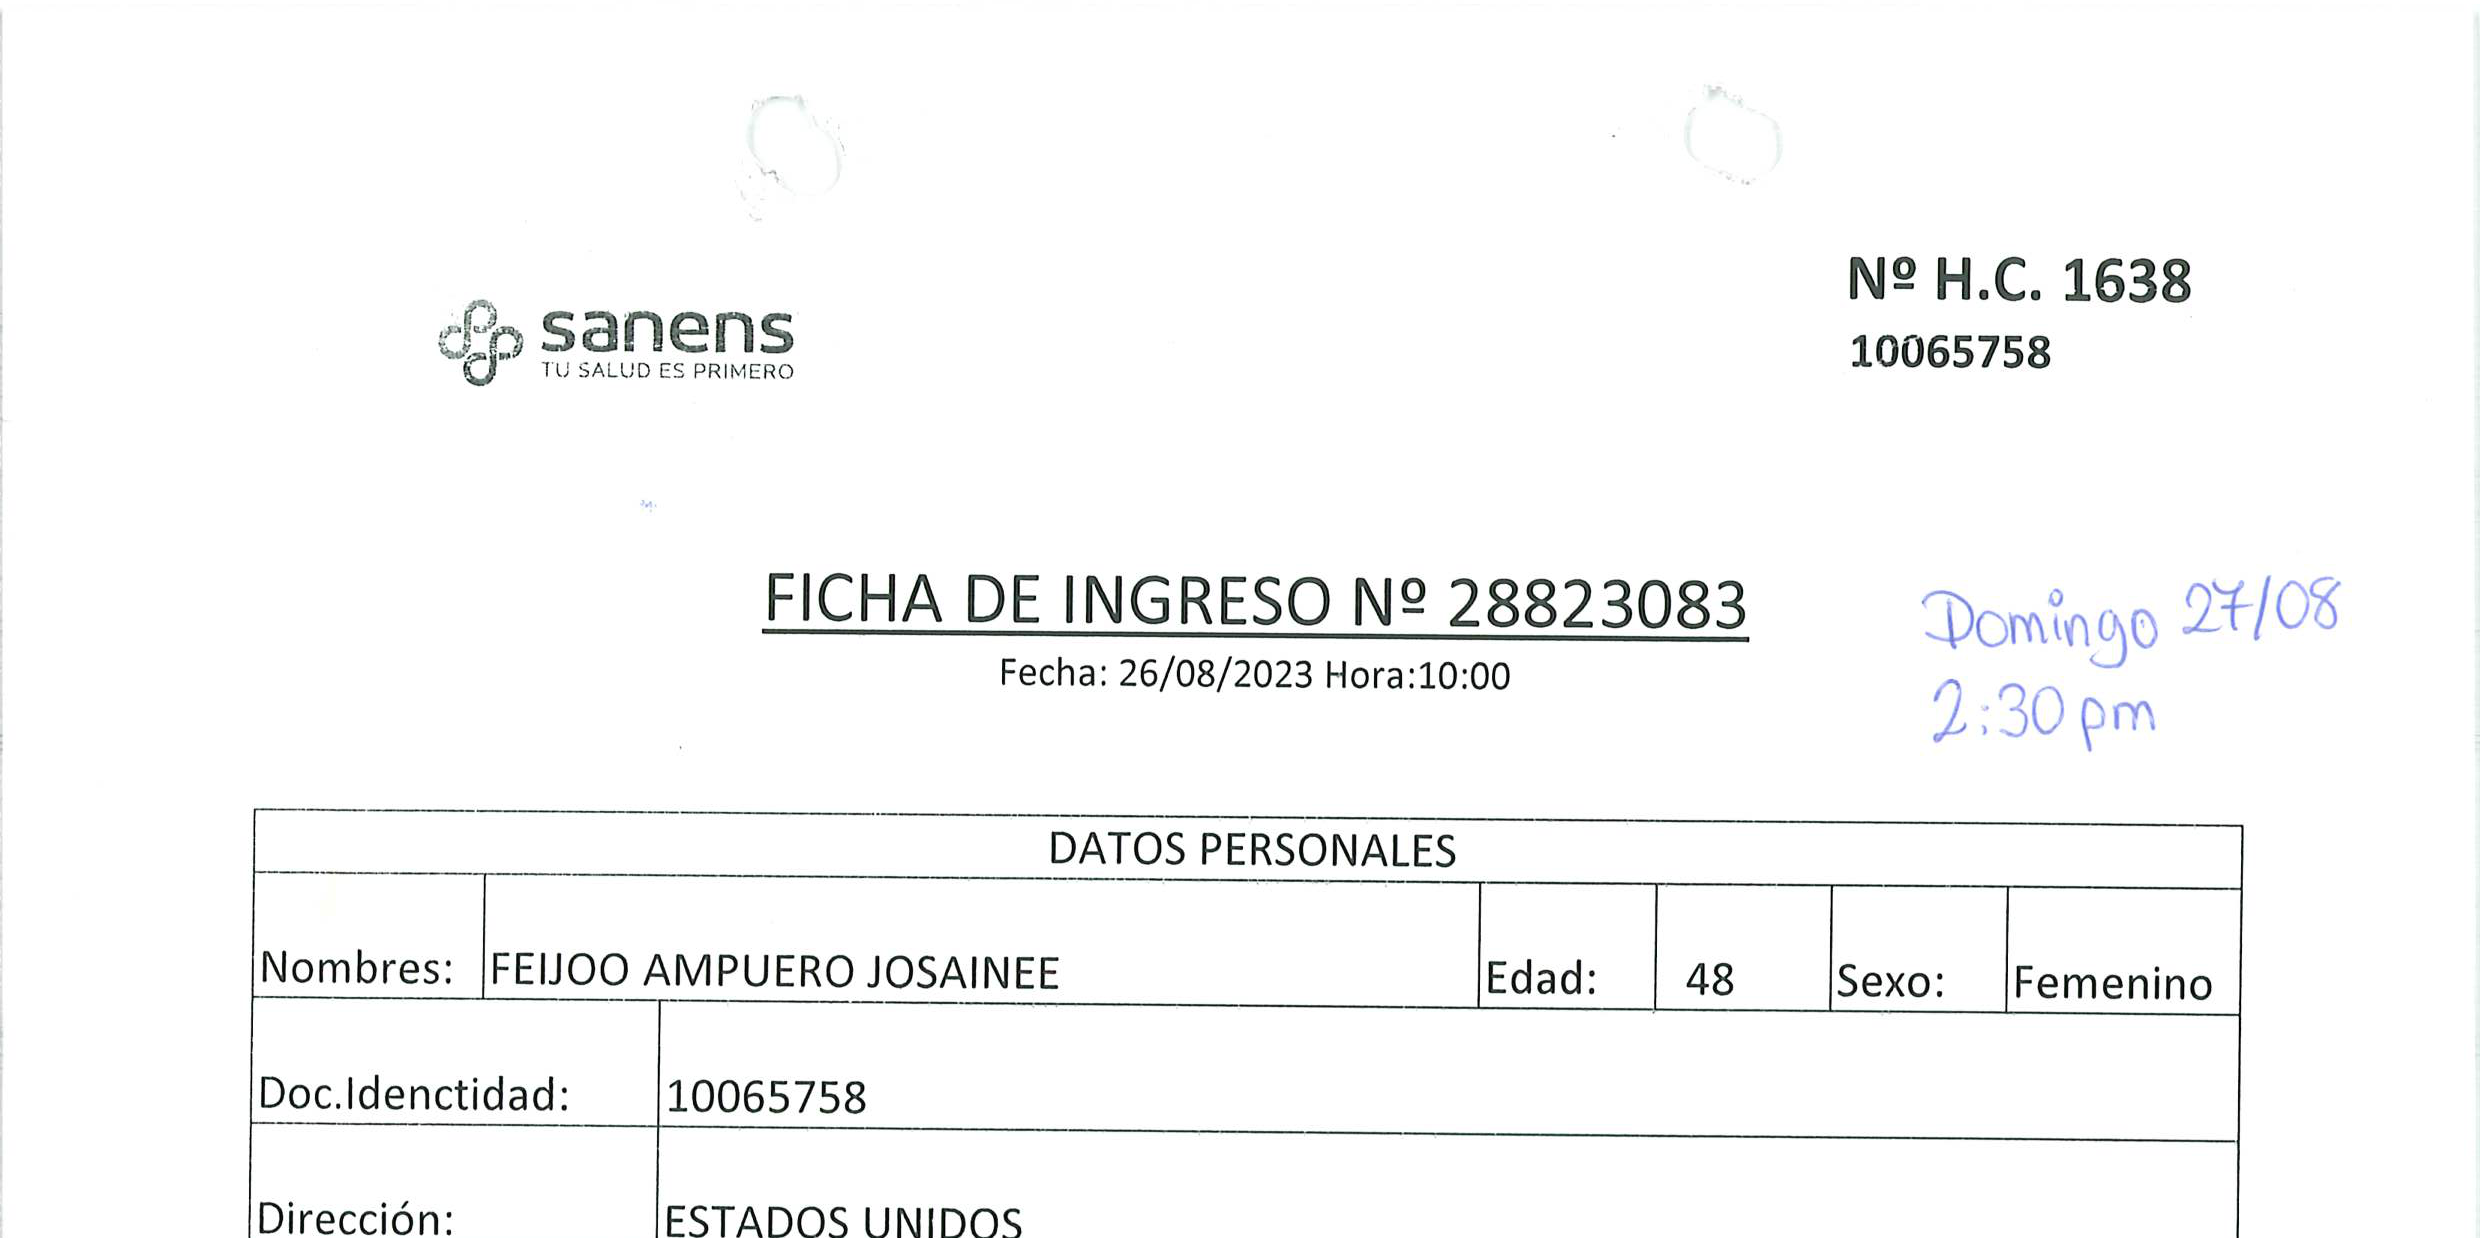 Nº H.C. 1638
10065758
sanens
TU SALUD ES PRIMERO
FICHA DE INGRESO Nº 28823083
Fecha: 26/08/2023 Hora:10:00
Domingo 27/08
2:30 pm
DATOS PERSONALES
Nombres: FEIJOO AMPUERO JOSAINEE Edad: 48 Sexo: Femenino
Doc.Idenctidad: 10065758
Dirección: ESTADOS UNIDOS